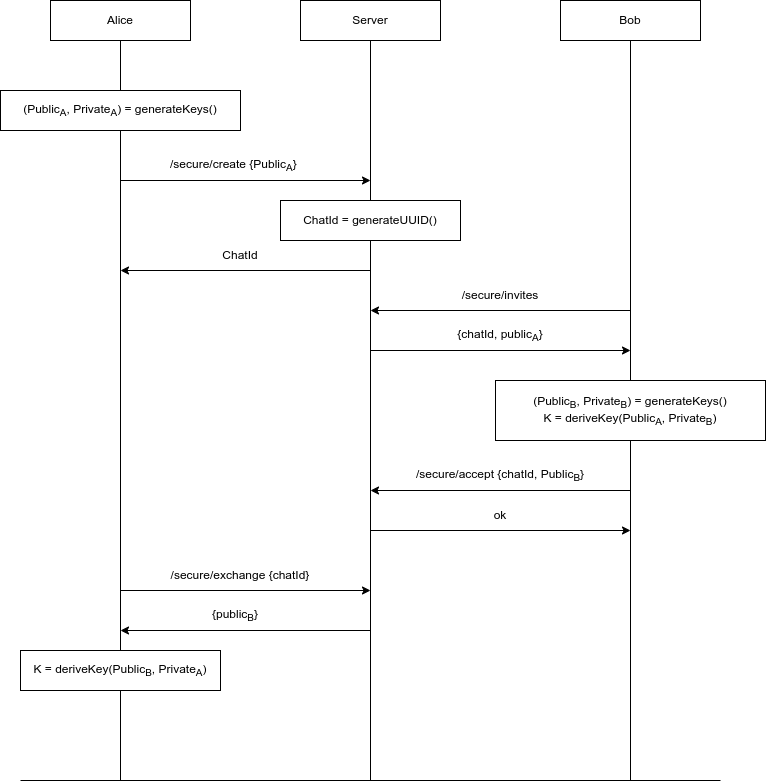 Alice
Server
Bob
(Public_A, Private_A) = generateKeys()
/secure/create {Public_A}
ChatId = generateUUID()
ChatId
/secure/invites
{chatId, public_A}
(Public_B, Private_B) = generateKeys()
K = deriveKey(Public_A, Private_B)
/secure/accept {chatId, Public_B}
ok
/secure/exchange {chatId}
{public_B}
K = deriveKey(Public_B, Private_A)